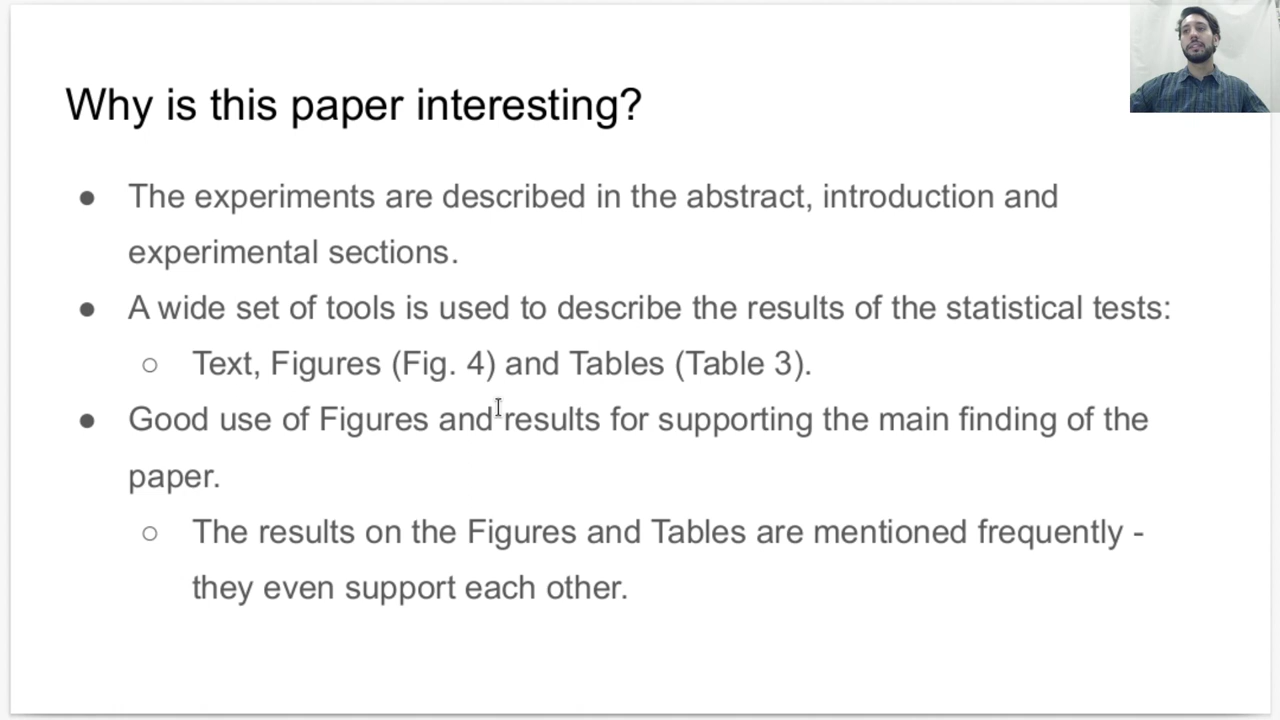 Why is this paper interesting?
● The experiments are described in the abstract, introduction and
experimental sections.
● A wide set of tools is used to describe the results of the statistical tests:
○ Text, Figures (Fig. 4) and Tables (Table 3).
● Good use of Figures and results for supporting the main finding of the
paper.
○ The results on the Figures and Tables are mentioned frequently -
they even support each other.